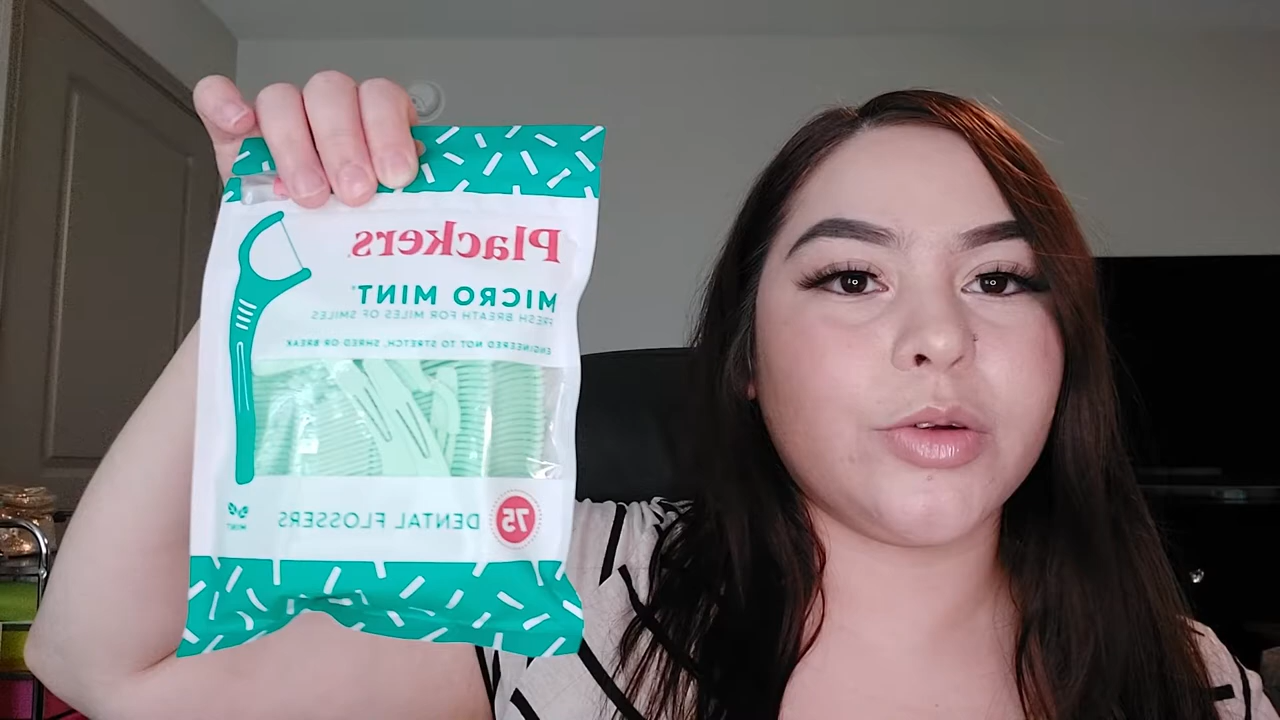 Plackers
MICRO MINT®
FRESH BREATH FOR MILES OF SMILES
ENGINEERED NOT TO STRETCH, SHRED OR BREAK
75
DENTAL FLOSSERS
MINT